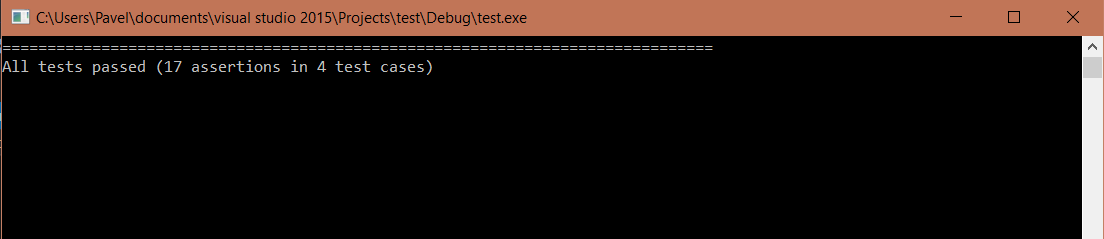 C:\Users\Pavel\documents\visual studio 2015\Projects\test\Debug\test.exe
===============================================================================
All tests passed (17 assertions in 4 test cases)